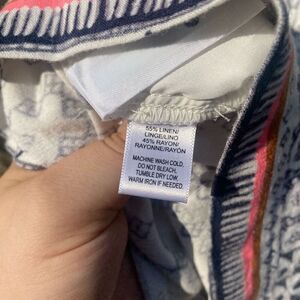 55% LINEN/
LINGE/LINO
45% RAYON/
RAYONNE/RAYÓN
MACHINE WASH COLD.
DO NOT BLEACH.
TUMBLE DRY LOW.
WARM IRON IF NEEDED.